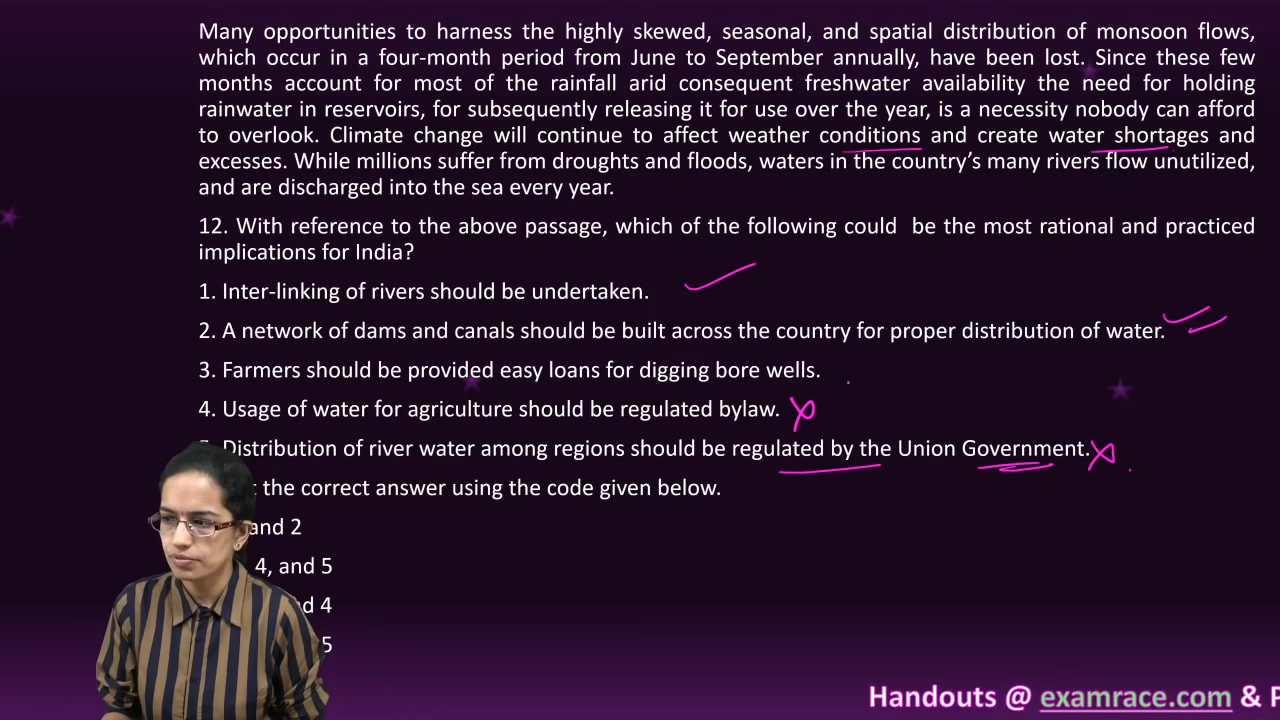 Many opportunities to harness the highly skewed, seasonal, and spatial distribution of monsoon flows,
which occur in a four-month period from June to September annually, have been lost. Since these few
months account for most of the rainfall arid consequent freshwater availability the need for holding
rainwater in reservoirs, for subsequently releasing it for use over the year, is a necessity nobody can afford
to overlook. Climate change will continue to affect weather conditions and create water shortages and
excesses. While millions suffer from droughts and floods, waters in the country's many rivers flow unutilized,
and are discharged into the sea every year.
12. With reference to the above passage, which of the following could be the most rational and practiced
implications for India?
1. Inter-linking of rivers should be undertaken.
2. A network of dams and canals should be built across the country for proper distribution of water.
3. Farmers should be provided easy loans for digging bore wells.
4. Usage of water for agriculture should be regulated bylaw.
Distribution of river water among regions should be regulated by the Union Government.
the correct answer using the code given below.
and 2
4, and 5
4
5
Handouts @ examrace.com &